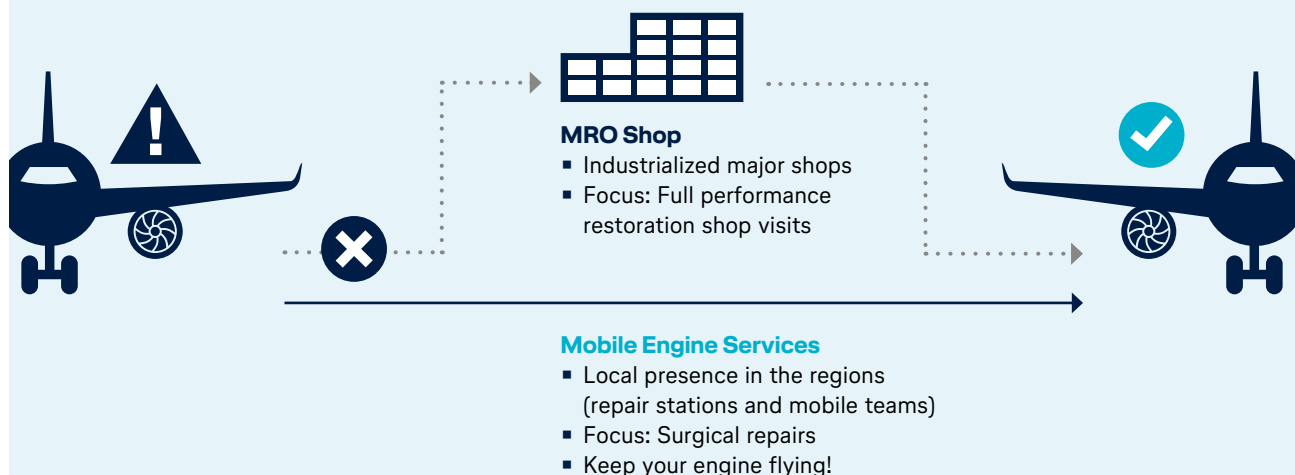 !
MRO Shop
▪ Industrialized major shops
▪ Focus: Full performance
restoration shop visits
Mobile Engine Services
▪ Local presence in the regions
(repair stations and mobile teams)
▪ Focus: Surgical repairs
▪ Keep your engine flying!